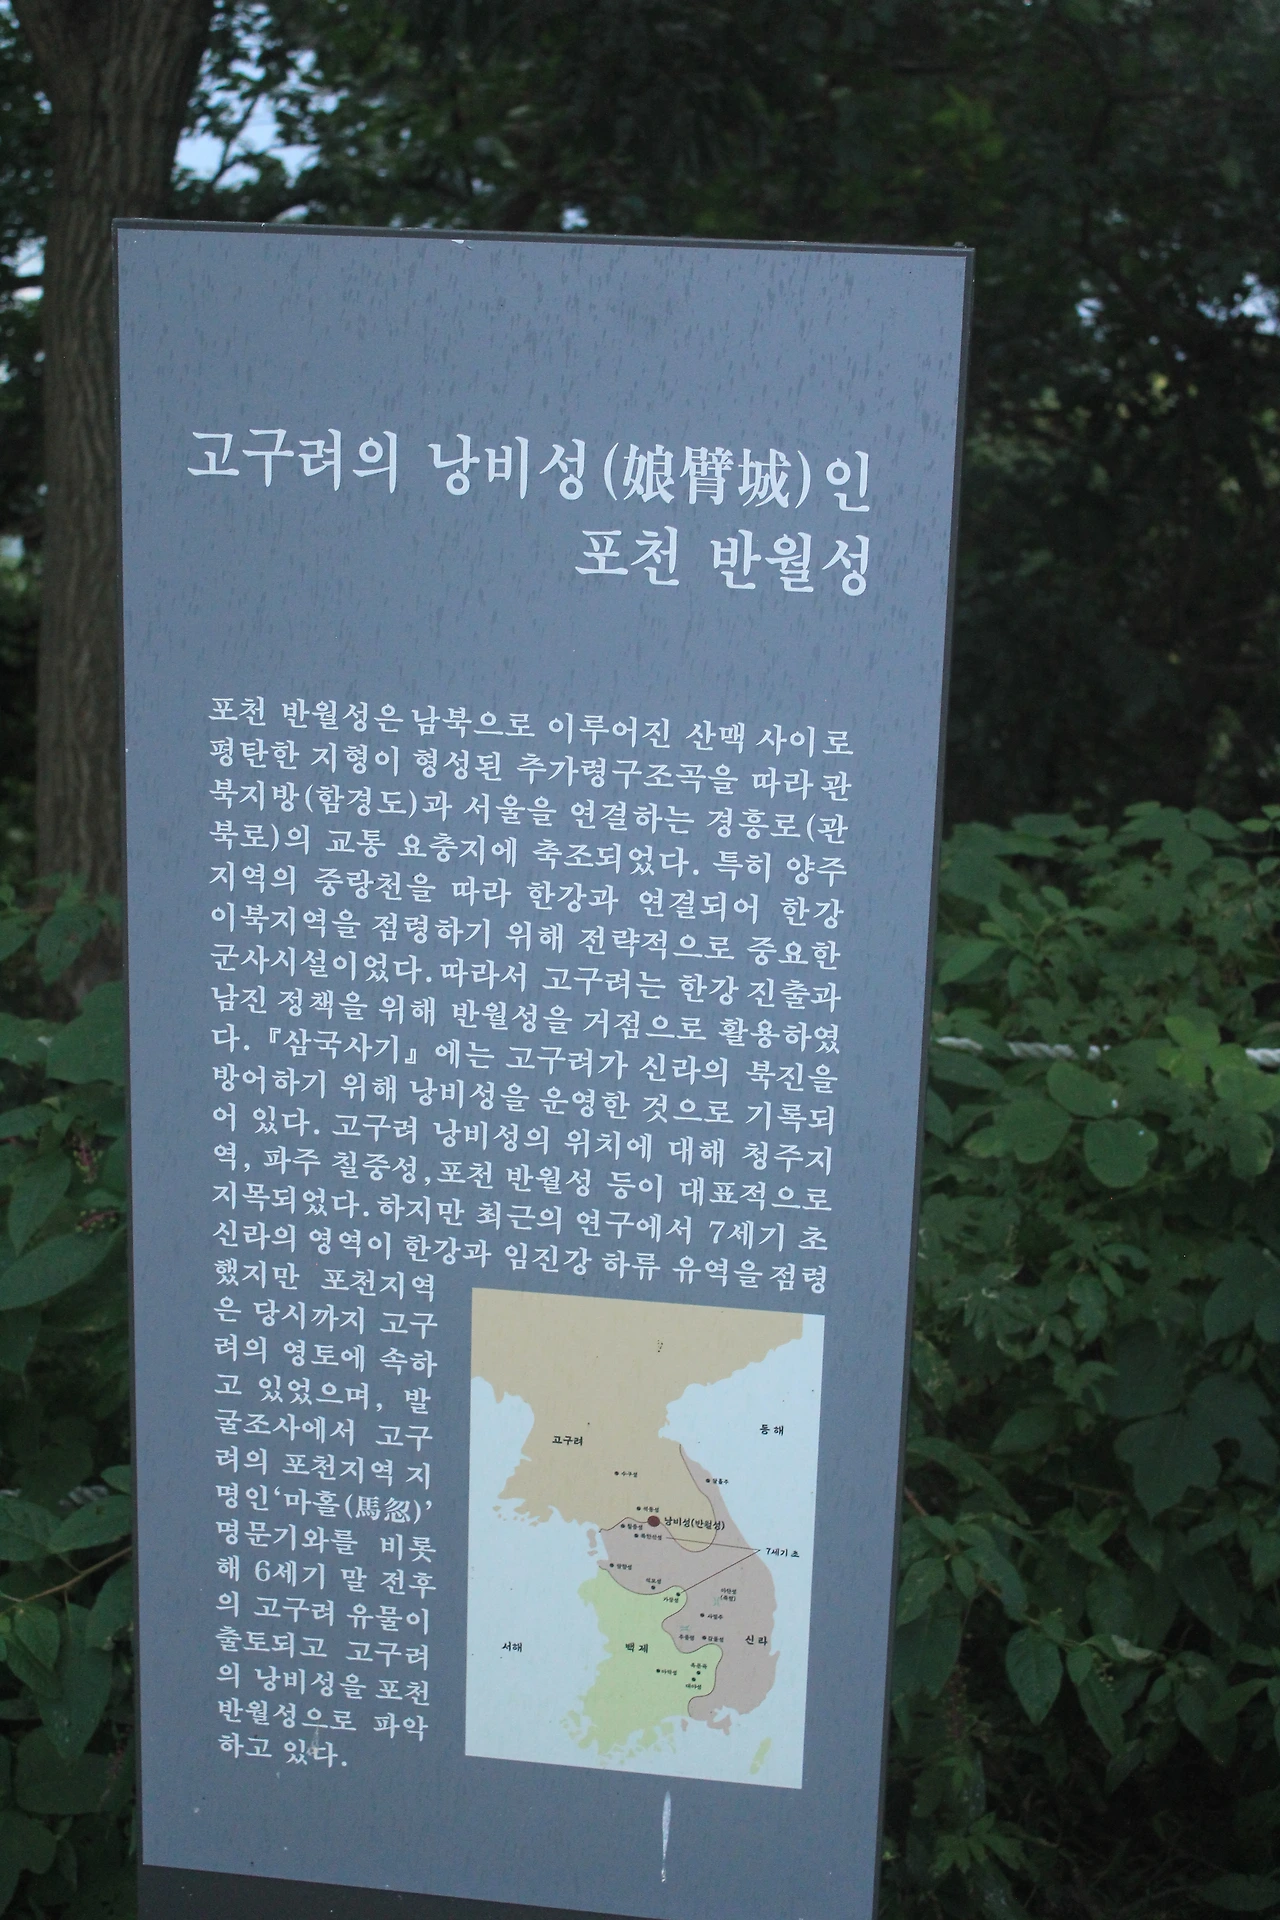 고구려의 낭비성(娘臂城)인
포천 반월성
포천 반월성은 남북으로 이루어진 산맥 사이로
평탄한 지형이 형성된 추가령구조곡을 따라 관
북지방(함경도)과 서울을 연결하는 경흥로(관
북로)의 교통 요충지에 축조되었다. 특히 양주
지역의 중랑천을 따라 한강과 연결되어 한강
이북지역을 점령하기 위해 전략적으로 중요한
군사시설이었다. 따라서 고구려는 한강 진출과
남진 정책을 위해 반월성을 거점으로 활용하였
다. 『삼국사기』에는 고구려가 신라의 북진을
방어하기 위해 낭비성을 운영한 것으로 기록되
어 있다. 고구려 낭비성의 위치에 대해 청주지
역, 파주 칠중성, 포천 반월성 등이 대표적으로
지목되었다. 하지만 최근의 연구에서 7세기 초
신라의 영역이 한강과 임진강 하류 유역을 점령
했지만 포천지역
은 당시까지 고구
려의 영토에 속하
고 있었으며, 발
굴조사에서 고구
려의 포천지역 지
명인 ‘마홀(馬忽)’
명문기와를 비롯
해 6세기 말 전후
의 고구려 유물이
출토되고 고구려
의 낭비성을 포천
반월성으로 파악
하고 있다.
고구려
동해
낭비성(반월성)
7세기 초
서해
백제
신라